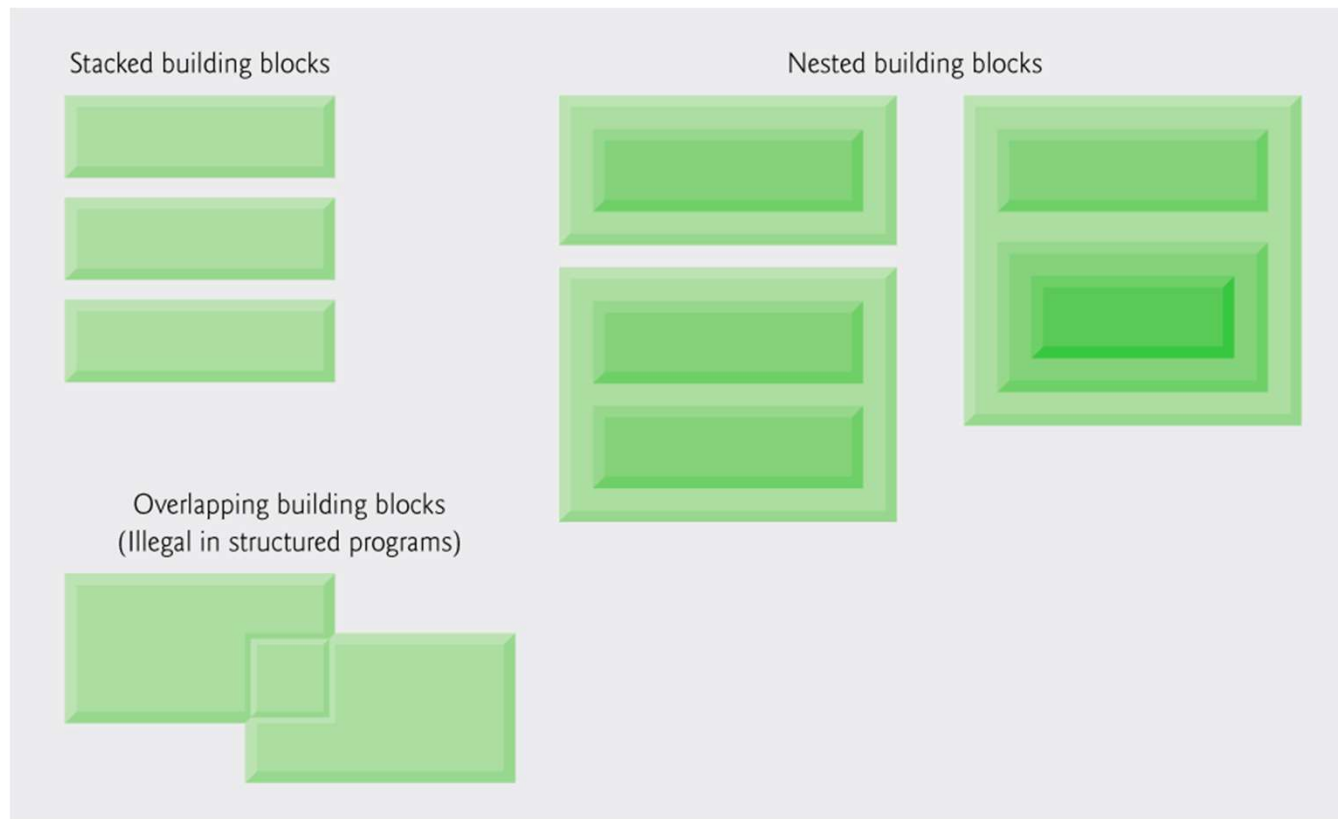 Stacked building blocks
Nested building blocks
Overlapping building blocks
(Illegal in structured programs)